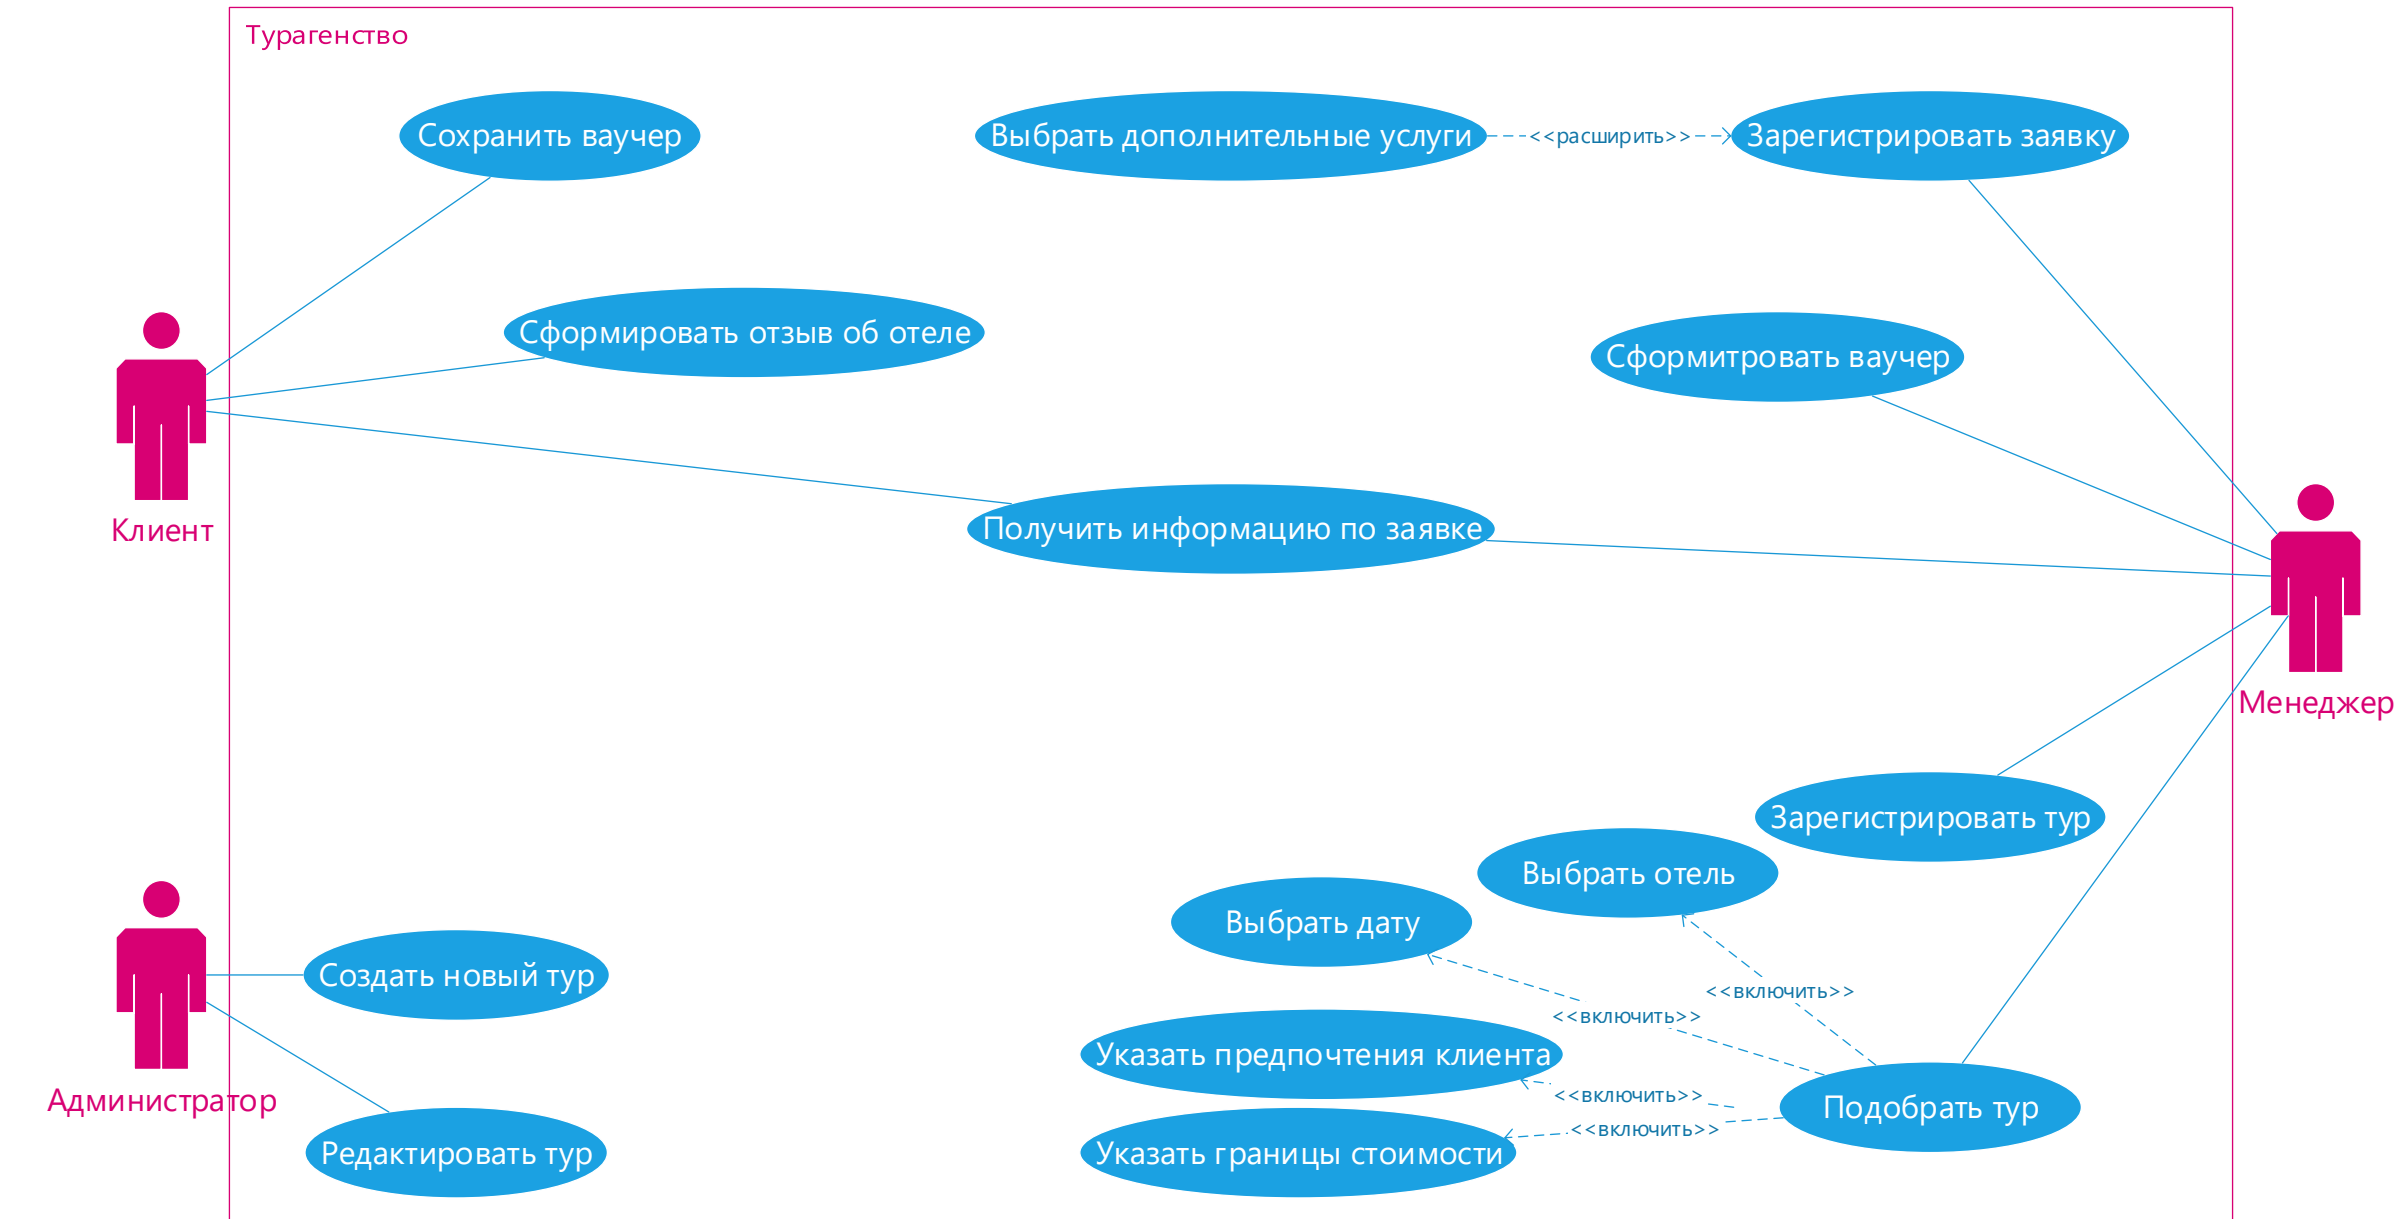 Турагенство
Сохранить ваучер
Выбрать дополнительные услуги
<<расширить>>
Зарегистрировать заявку
Сформировать отзыв об отеле
Сформитровать ваучер
Клиент
Получить информацию по заявке
Менеджер
Зарегистрировать тур
Выбрать отель
Выбрать дату
Создать новый тур
<<включить>>
<<включить>>
Указать предпочтения клиента
<<включить>>
Администратор
Подобрать тур
<<включить>>
Редактировать тур
Указать границы стоимости